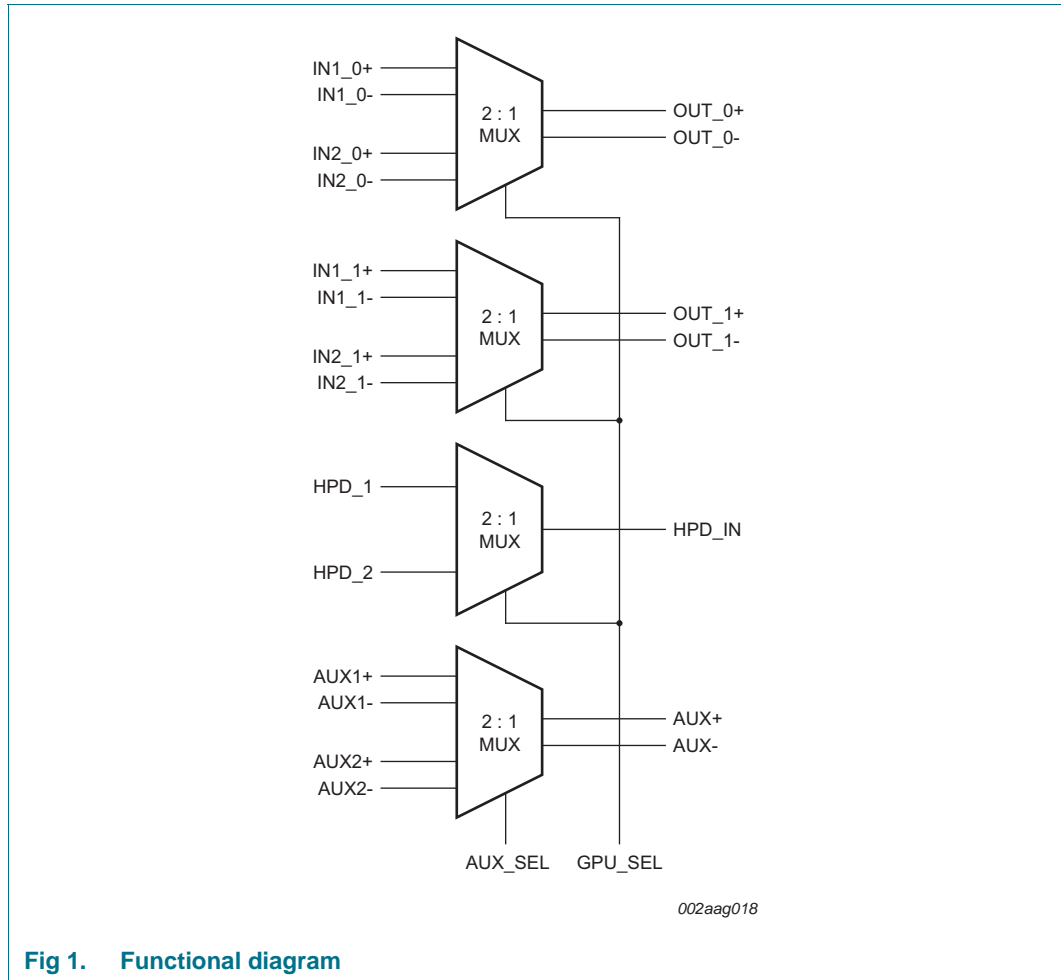 IN1_0+
IN1_0-
IN2_0+
IN2_0-
2 : 1
MUX
OUT_0+
OUT_0-
IN1_1+
IN1_1-
IN2_1+
IN2_1-
2 : 1
MUX
OUT_1+
OUT_1-
HPD_1
HPD_2
2 : 1
MUX
HPD_IN
AUX1+
AUX1-
AUX2+
AUX2-
2 : 1
MUX
AUX+
AUX-
AUX_SEL GPU_SEL
002aag018
Fig 1. Functional diagram